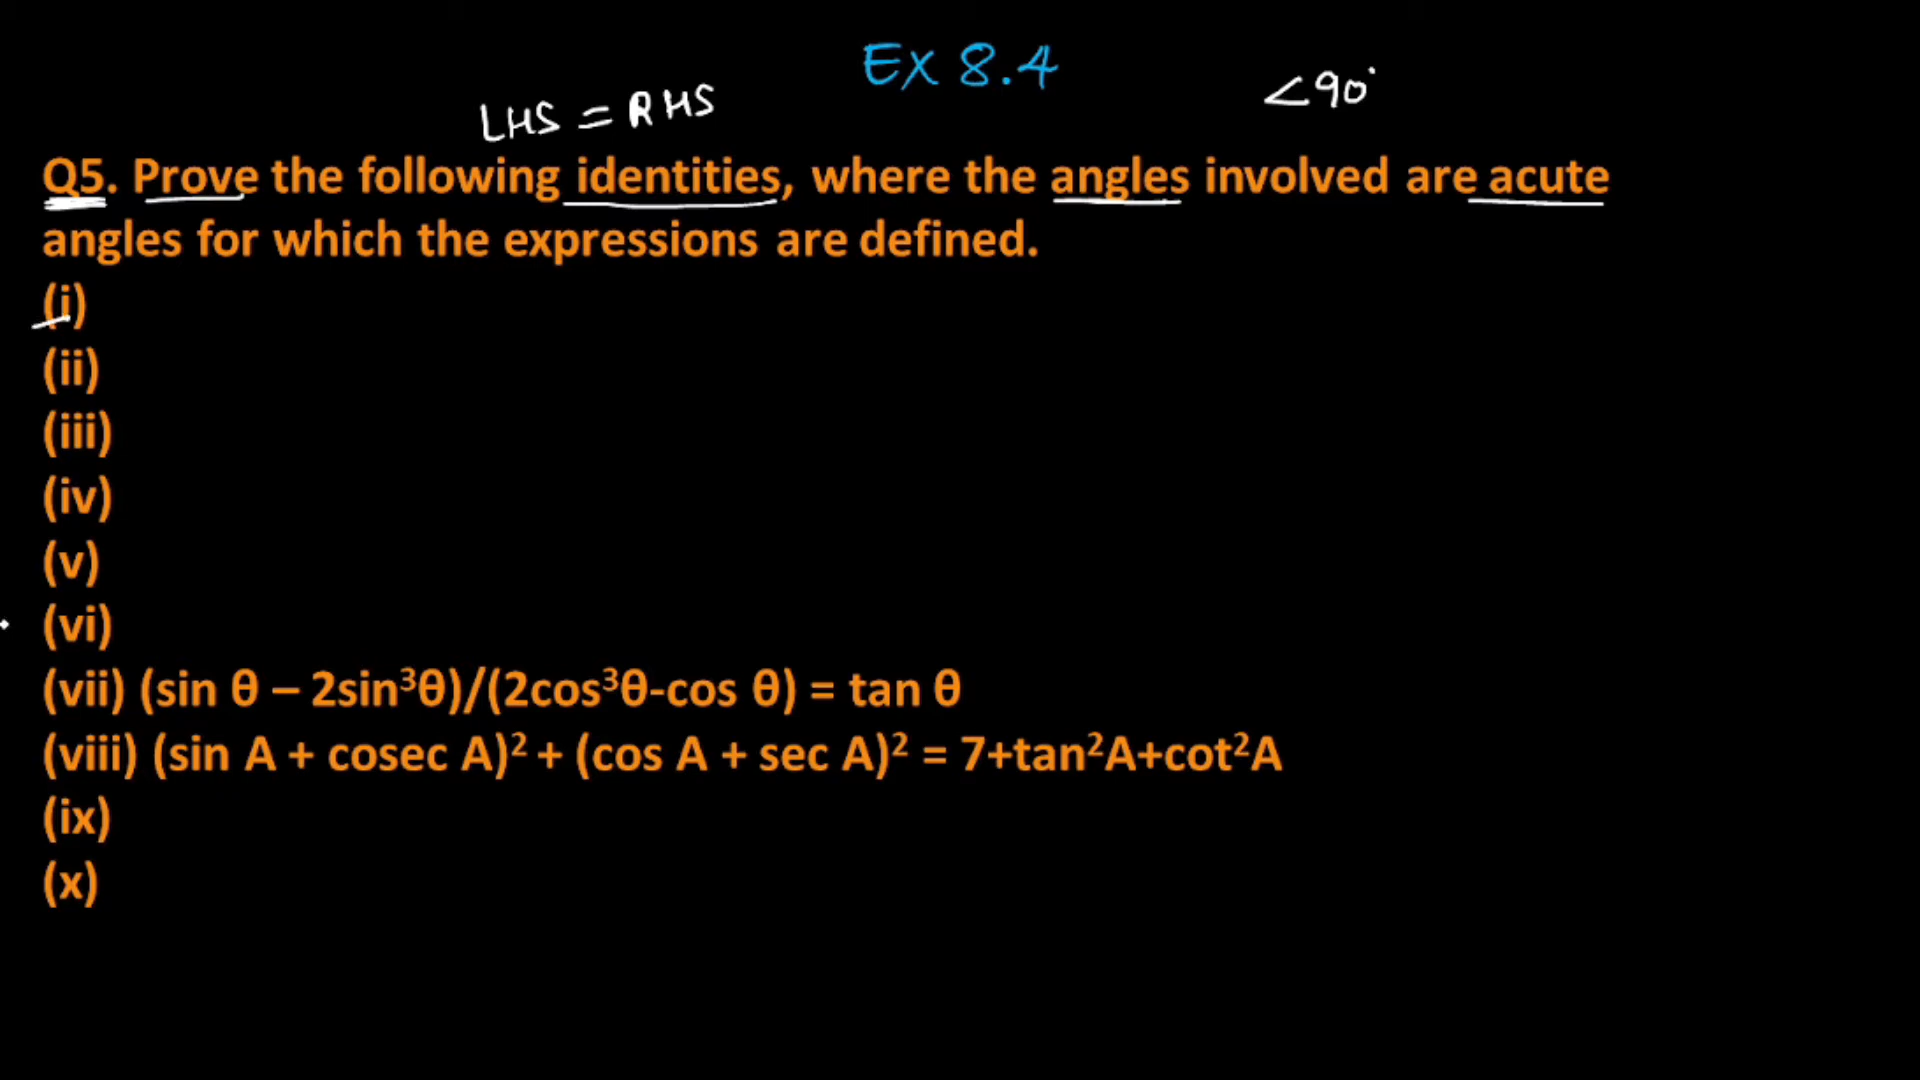 EX 8.4
<90°
LHS = RHS
Q5. Prove the following identities, where the angles involved are acute
angles for which the expressions are defined.
(i)
(ii)
(iii)
(iv)
(v)
(vi)
(vii) (sin θ – 2sin³θ)/(2cos³θ-cos θ) = tan θ
(viii) (sin A + cosec A)² + (cos A + sec A)² = 7+tan²A+cot²A
(ix)
(x)